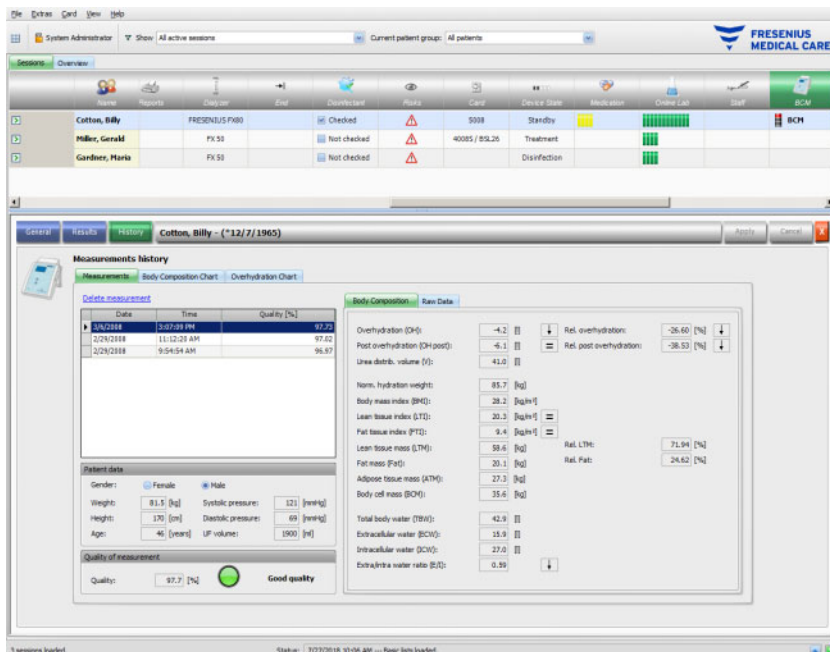 File Extras Card View Help
System Administrator Show All active sessions Current patient group: All patients
FRESENIUS
MEDICAL CARE
Sessions Overview
Name Reports Dialyzer End Disinfectant Risks Card Device State Medication Online Lab Staff BCM
Cotton, Billy FRESENIUS FX80 Checked 5008 Standby BCM
Miller, Gerald FX 50 Not checked 4008S / BSL26 Treatment
Gardner, Maria FX 50 Not checked Disinfection
General Results History Cotton, Billy - (*12/7/1965) Apply Cancel X
Measurements history
Measurements Body Composition Chart Overhydration Chart
Delete measurement
Body Composition Raw Data
Date Time Quality [%]
3/6/2008 3:07:09 PM 97.73
2/29/2008 11:12:20 AM 97.02
2/29/2008 9:54:54 AM 96.97
Overhydration (OH): -4.2 [l] Rel. overhydration: -26.60 [%]
Post overhydration (OH post): -6.1 [l] = Rel. post overhydration: -38.53 [%]
Urea distrib. volume (V): 41.0 [l]
Norm. hydration weight: 85.7 [kg]
Body mass index (BMI): 28.2 [kg/m²]
Lean tissue index (LTI): 20.3 [kg/m²] =
Fat tissue index (FTI): 9.4 [kg/m²] =
Lean tissue mass (LTM): 58.6 [kg] Rel. LTM: 71.94 [%]
Fat mass (Fat): 20.1 [kg] Rel. Fat: 24.62 [%]
Adipose tissue mass (ATM): 27.3 [kg]
Body cell mass (BCM): 35.6 [kg]
Total body water (TBW): 42.9 [l]
Extracellular water (ECW): 15.9 [l]
Intracellular water (ICW): 27.0 [l]
Extra/intra water ratio (E/I): 0.59
Patient data
Gender: Female Male
Weight: 81.5 [kg] Systolic pressure: 121 [mmHg]
Height: 170 [cm] Diastolic pressure: 69 [mmHg]
Age: 46 [years] UF volume: 1900 [ml]
Quality of measurement
Quality: 97.7 [%] Good quality
3 sessions loaded Status: 7/27/2018 10:06 AM --- Basic lists loaded